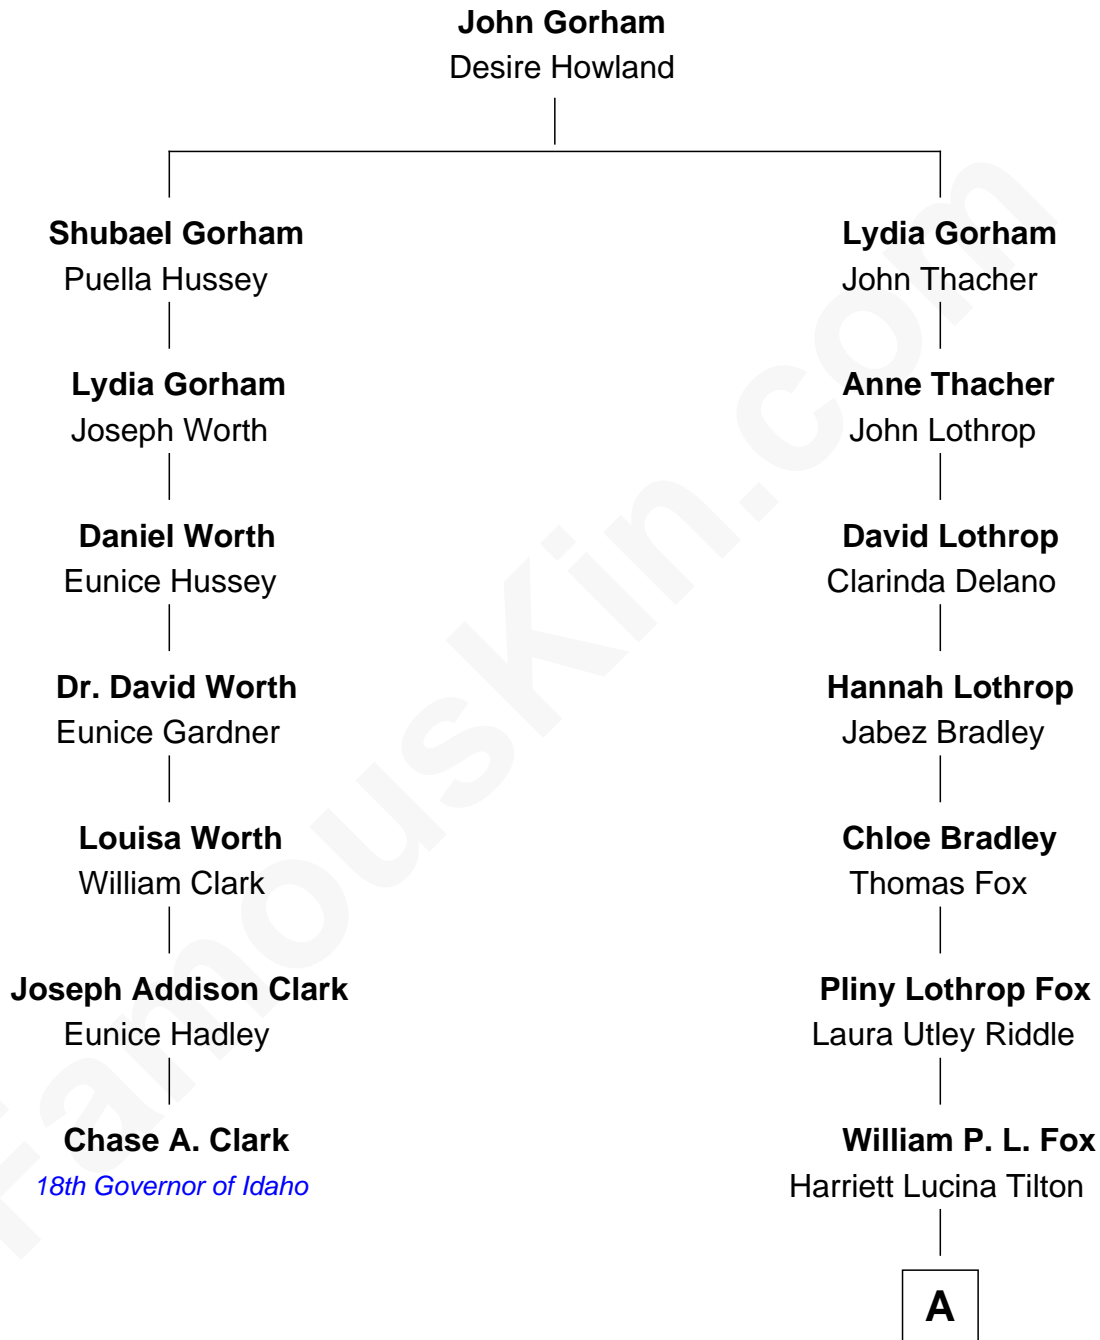 John Gorham
Desire Howland
Shubael Gorham
Puella Hussey
Lydia Gorham
Joseph Worth
Daniel Worth
Eunice Hussey
Dr. David Worth
Eunice Gardner
Louisa Worth
William Clark
Joseph Addison Clark
Eunice Hadley
Chase A. Clark
18th Governor of Idaho
Lydia Gorham
John Thacher
Anne Thacher
John Lothrop
David Lothrop
Clarinda Delano
Hannah Lothrop
Jabez Bradley
Chloe Bradley
Thomas Fox
Pliny Lothrop Fox
Laura Utley Riddle
William P. L. Fox
Harriett Lucina Tilton
A
FamousKin.com